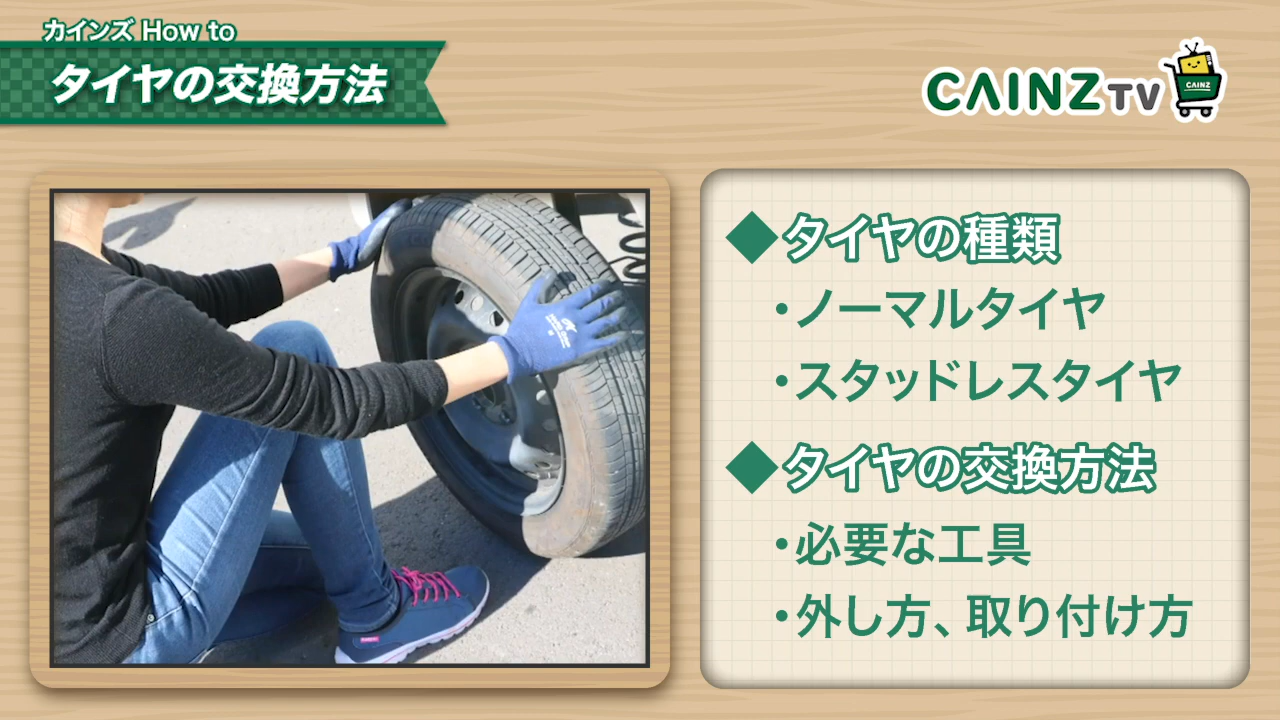 カインズ How to
タイヤの交換方法
CAINZ TV
CAINZ
◆タイヤの種類
・ノーマルタイヤ
・スタッドレスタイヤ
◆タイヤの交換方法
・必要な工具
・外し方、取り付け方